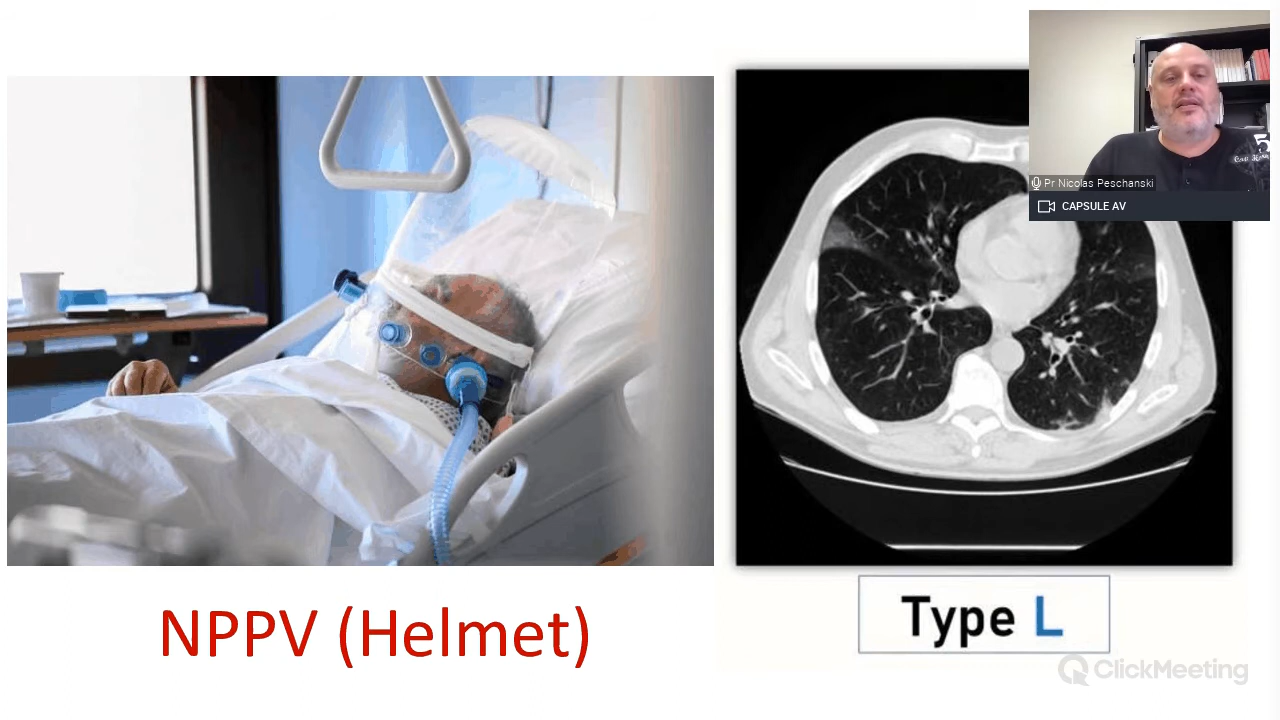 Pr Nicolas Peschanski
CAPSULE AV
NPPV (Helmet)
Type L
ClickMeeting